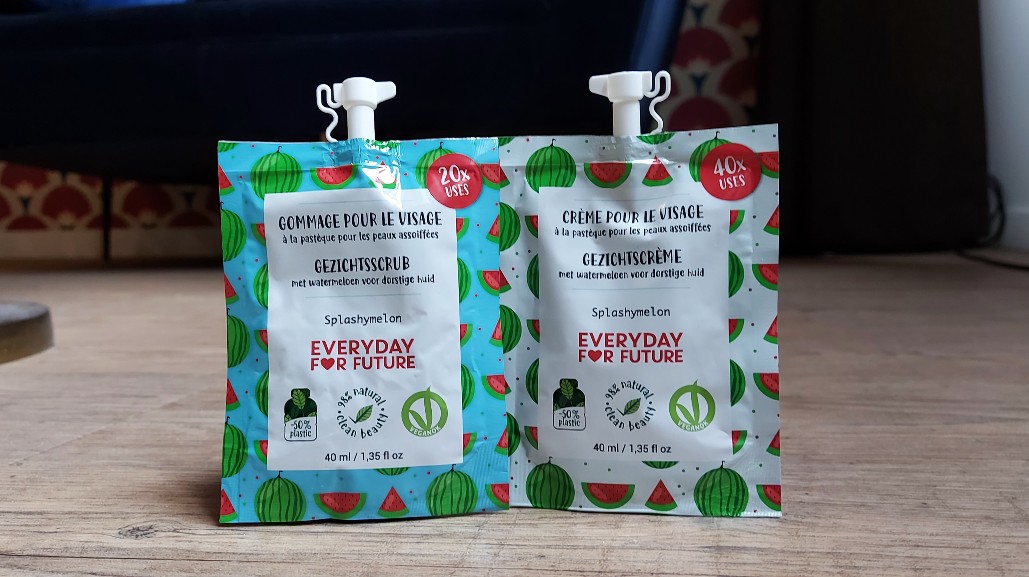 20x
USES
GOMMAGE POUR LE VISAGE
à la pastèque pour les peaux assoiffées
GEZICHTSSCRUB
met watermeloen voor dorstige huid
Splashymelon
EVERYDAY
F♥R FUTURE
-50%
plastic
98% natural
clean beauty
VEGANOK
40 ml / 1,35 fl oz
40x
USES
CRÈME POUR LE VISAGE
à la pastèque pour les peaux assoiffées
GEZICHTSCRÈME
met watermeloen voor dorstige huid
Splashymelon
EVERYDAY
F♥R FUTURE
-50%
plastic
98% natural
clean beauty
VEGANOK
40 ml / 1,35 fl oz